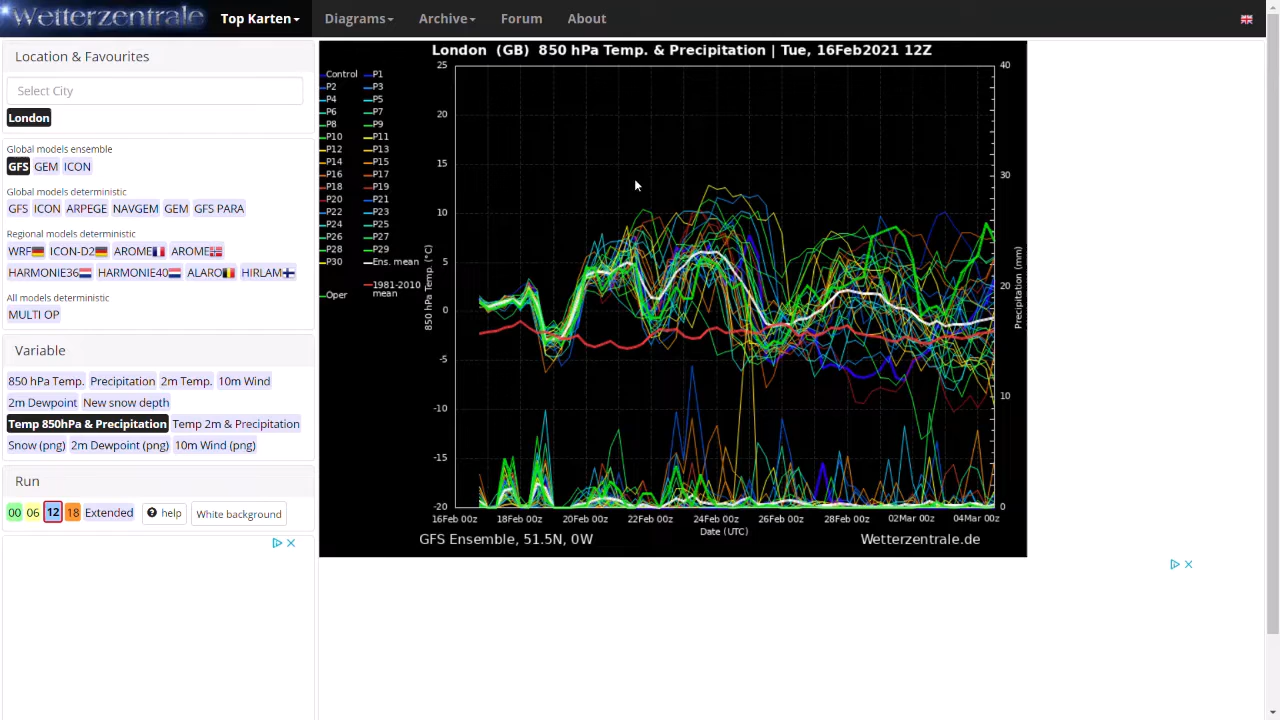 Wetterzentrale
Top Karten
Diagrams
Archive
Forum
About
Location & Favourites
Select City
London
Global models ensemble
GFS GEM ICON
Global models deterministic
GFS ICON ARPEGE NAVGEM GEM GFS PARA
Regional models deterministic
WRF ICON-D2 AROME AROME
HARMONIE36 HARMONIE40 ALARO HIRLAM
All models deterministic
MULTI OP
Variable
850 hPa Temp. Precipitation 2m Temp. 10m Wind
2m Dewpoint New snow depth
Temp 850hPa & Precipitation Temp 2m & Precipitation
Snow (png) 2m Dewpoint (png) 10m Wind (png)
Run
00 06 12 18 Extended help White background
London (GB) 850 hPa Temp. & Precipitation | Tue, 16Feb2021 12Z
Control P1
P2 P3
P4 P5
P6 P7
P8 P9
P10 P11
P12 P13
P14 P15
P16 P17
P18 P19
P20 P21
P22 P23
P24 P25
P26 P27
P28 P29
P30 Ens. mean
Oper 1981-2010
mean
850 hPa Temp. (°C)
25
20
15
10
5
0
-5
-10
-15
-20
40
30
20
10
0
Precipitation (mm)
16Feb 00z 18Feb 00z 20Feb 00z 22Feb 00z 24Feb 00z 26Feb 00z 28Feb 00z 02Mar 00z 04Mar 00z
Date (UTC)
GFS Ensemble, 51.5N, 0W
Wetterzentrale.de